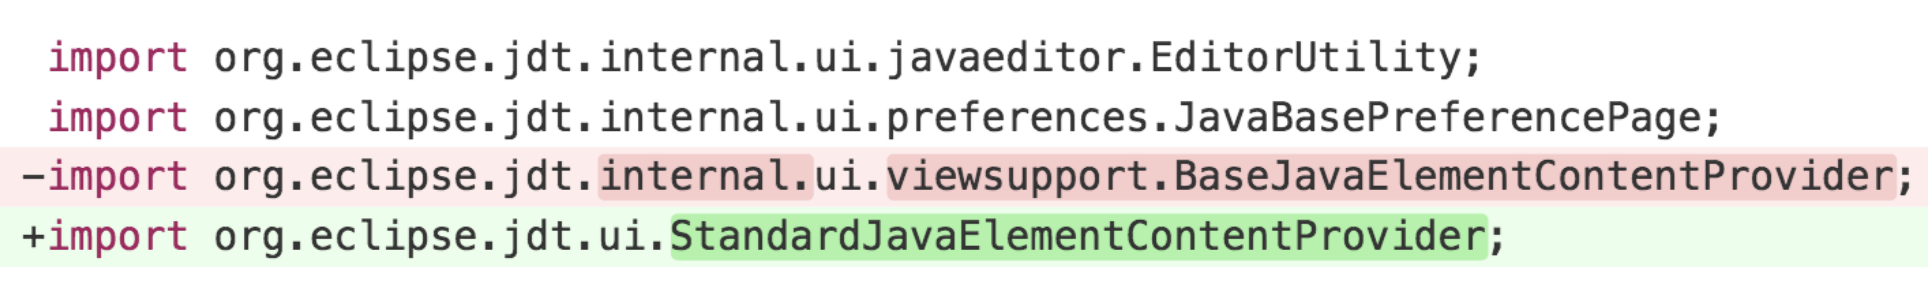 import org.eclipse.jdt.internal.ui.javaeditor.EditorUtility;
import org.eclipse.jdt.internal.ui.preferences.JavaBasePreferencePage;
-import org.eclipse.jdt.internal.ui.viewsupport.BaseJavaElementContentProvider;
+import org.eclipse.jdt.ui.StandardJavaElementContentProvider;